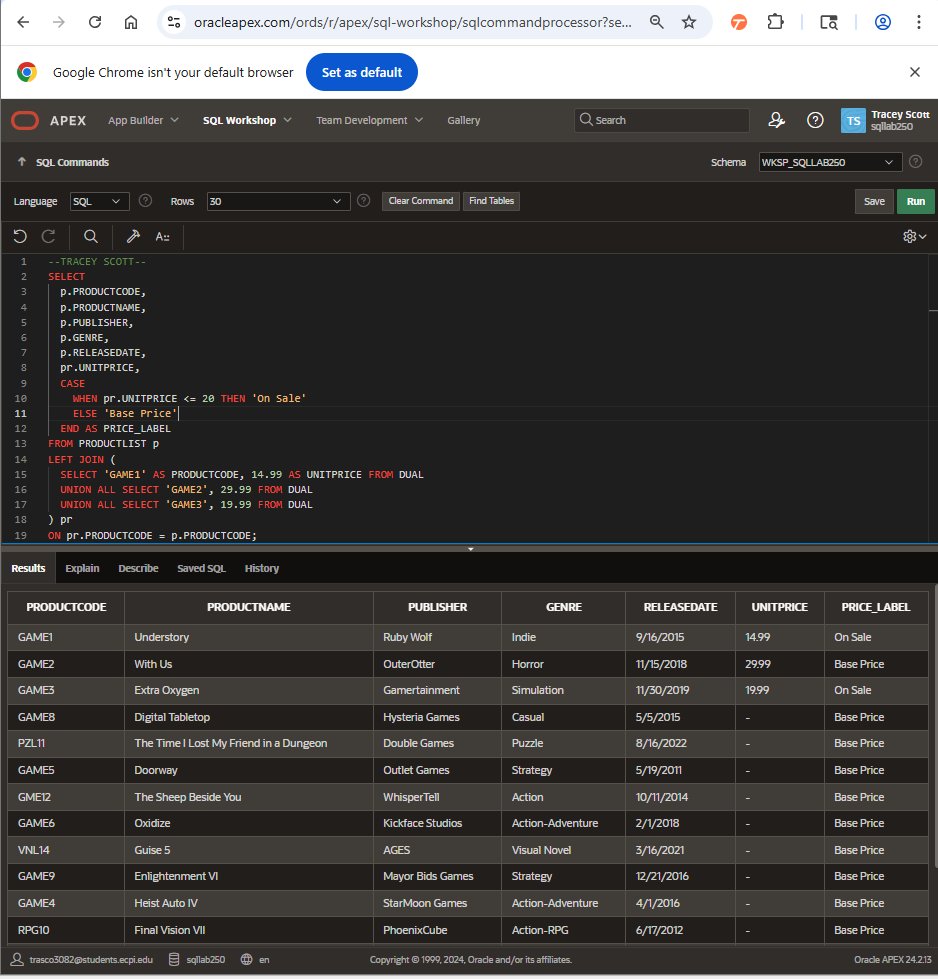 oracleapex.com/ords/r/apex/sql-workshop/sqlcommandprocessor?se...
Google Chrome isn't your default browser Set as default
APEX App Builder SQL Workshop Team Development Gallery Search TS Tracey Scott
sqllab250
SQL Commands Schema WKSP_SQLLAB250
Language SQL Rows 30 Clear Command Find Tables Save Run
A::
1 --TRACEY SCOTT--
2 SELECT
3 p.PRODUCTCODE,
4 p.PRODUCTNAME,
5 p.PUBLISHER,
6 p.GENRE,
7 p.RELEASEDATE,
8 pr.UNITPRICE,
9 CASE
10 WHEN pr.UNITPRICE <= 20 THEN 'On Sale'
11 ELSE 'Base Price'
12 END AS PRICE_LABEL
13 FROM PRODUCTLIST p
14 LEFT JOIN (
15 SELECT 'GAME1' AS PRODUCTCODE, 14.99 AS UNITPRICE FROM DUAL
16 UNION ALL SELECT 'GAME2', 29.99 FROM DUAL
17 UNION ALL SELECT 'GAME3', 19.99 FROM DUAL
18 ) pr
19 ON pr.PRODUCTCODE = p.PRODUCTCODE;
Results Explain Describe Saved SQL History
PRODUCTCODE PRODUCTNAME PUBLISHER GENRE RELEASEDATE UNITPRICE PRICE_LABEL
GAME1 Understory Ruby Wolf Indie 9/16/2015 14.99 On Sale
GAME2 With Us OuterOtter Horror 11/15/2018 29.99 Base Price
GAME3 Extra Oxygen Gamertainment Simulation 11/30/2019 19.99 On Sale
GAME8 Digital Tabletop Hysteria Games Casual 5/5/2015 - Base Price
PZL11 The Time I Lost My Friend in a Dungeon Double Games Puzzle 8/16/2022 - Base Price
GAME5 Doorway Outlet Games Strategy 5/19/2011 - Base Price
GME12 The Sheep Beside You WhisperTell Action 10/11/2014 - Base Price
GAME6 Oxidize Kickface Studios Action-Adventure 2/1/2018 - Base Price
VNL14 Guise 5 AGES Visual Novel 3/16/2021 - Base Price
GAME9 Enlightenment VI Mayor Bids Games Strategy 12/21/2016 - Base Price
GAME4 Heist Auto IV StarMoon Games Action-Adventure 4/1/2016 - Base Price
RPG10 Final Vision VII PhoenixCube Action-RPG 6/17/2012 - Base Price
trasco3082@students.ecpi.edu sqllab250 en Copyright © 1999, 2024, Oracle and/or its affiliates. Oracle APEX 24.2.13